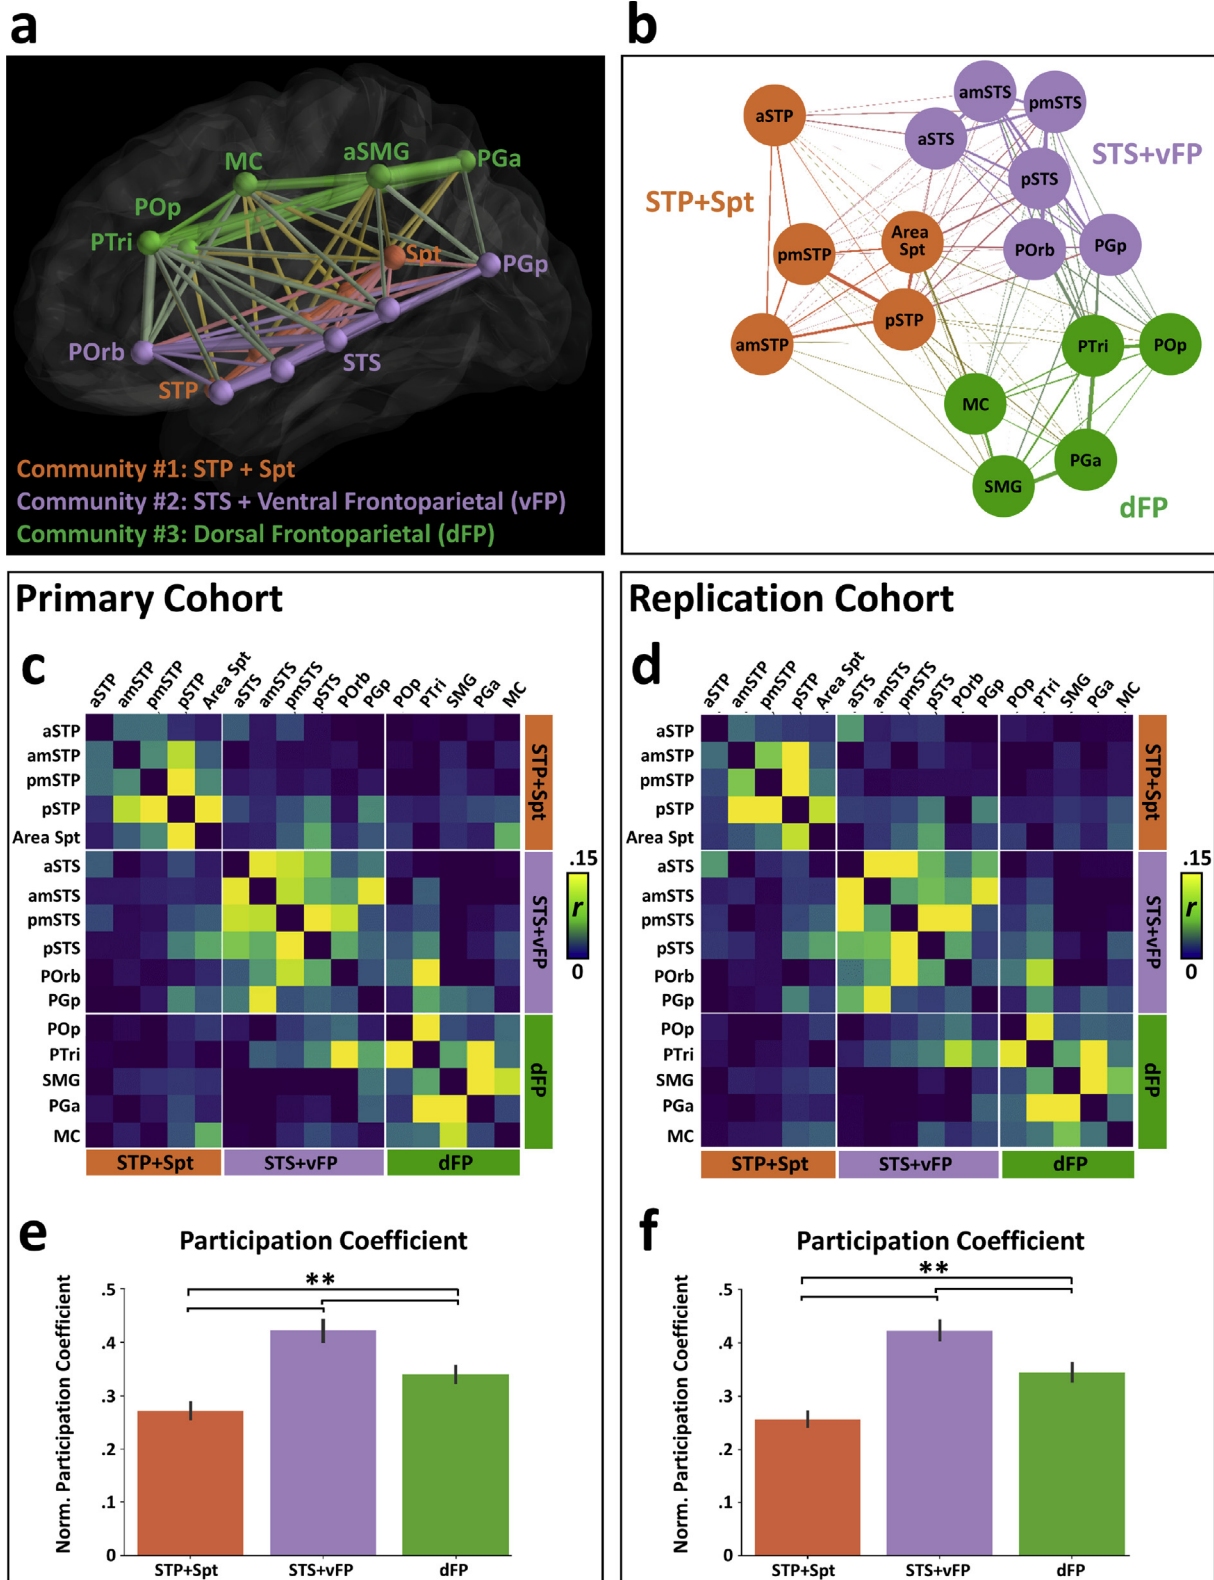 a
MC
aSMG
PGa
POp
PTri
Spt
PGp
POrb
STS
STP
Community #1: STP + Spt
Community #2: STS + Ventral Frontoparietal (vFP)
Community #3: Dorsal Frontoparietal (dFP)
b
amSTS
pmSTS
aSTP
aSTS
STS+vFP
pSTS
STP+Spt
Area
Spt
pmSTP
POrb
PGp
pSTP
amSTP
PTri
POp
MC
PGa
SMG
dFP
Primary Cohort
c
aSTP amSTP pmSTP pSTP Area Spt aSTS amSTS pmSTS pSTS POrb PGp POp PTri SMG PGa MC
aSTP
amSTP
pmSTP
pSTP
Area Spt
aSTS
amSTS
pmSTS
pSTS
POrb
PGp
POp
PTri
SMG
PGa
MC
STP+Spt
STS+vFP
dFP
STP+Spt STS+vFP dFP
.15
r
0
Replication Cohort
d
aSTP amSTP pmSTP pSTP Area Spt aSTS amSTS pmSTS pSTS POrb PGp POp PTri SMG PGa MC
aSTP
amSTP
pmSTP
pSTP
Area Spt
aSTS
amSTS
pmSTS
pSTS
POrb
PGp
POp
PTri
SMG
PGa
MC
STP+Spt
STS+vFP
dFP
STP+Spt STS+vFP dFP
.15
r
0
e
Participation Coefficient
**
Norm. Participation Coefficient
.5
.4
.3
.2
.1
0
STP+Spt STS+vFP dFP
f
Participation Coefficient
**
Norm. Participation Coefficient
.5
.4
.3
.2
.1
0
STP+Spt STS+vFP dFP